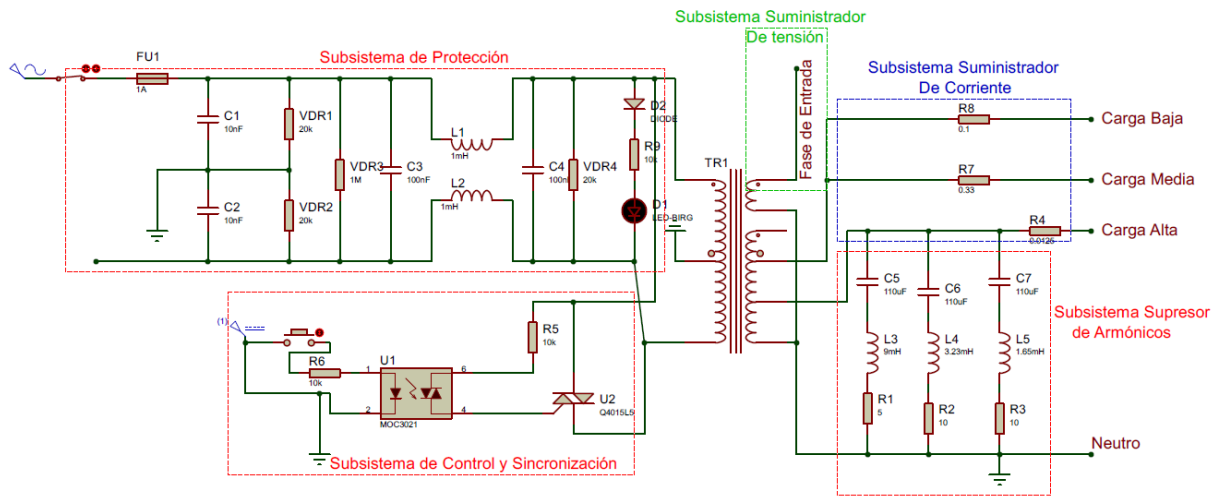 Subsistema Suministrador
De tensión
Subsistema de Protección
Subsistema Suministrador
De Corriente
Fase de Entrada
FU1
1A
C1
10nF
VDR1
20k
C2
10nF
VDR2
20k
VDR3
1M
C3
100nF
L1
1mH
L2
1mH
C4
VDR4
20k
D2
DIODE
R9
10k
D1
LED-BIRG
TR1
R8
0.1
Carga Baja
R7
0.33
Carga Media
R4
0.0125
Carga Alta
C5
110uF
C6
110uF
C7
110uF
L3
9mH
L4
3.23mH
L5
1.65mH
R1
5
R2
10
R3
10
Subsistema Supresor
de Armónicos
Neutro
(1)
R6
10k
U1
1
2
6
4
MOC3021
R5
10k
U2
Q4015L5
Subsistema de Control y Sincronización